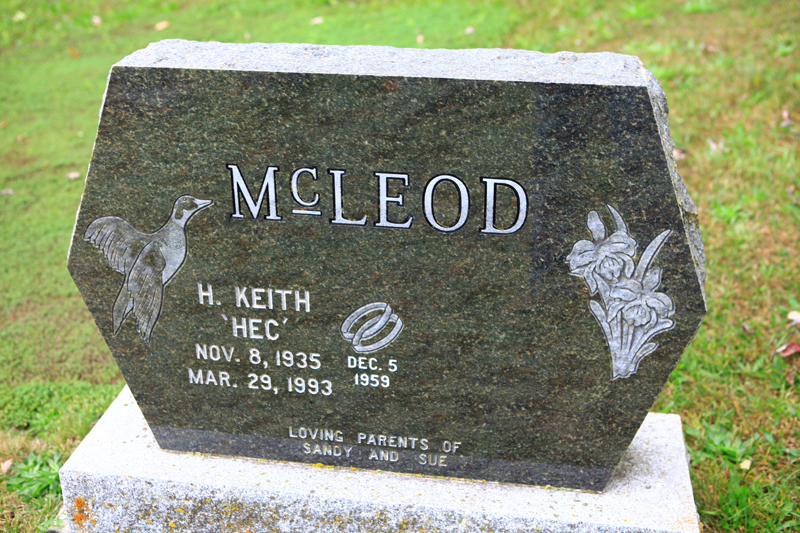 McLEOD
H. KEITH
'HEC'
NOV. 8, 1935
MAR. 29, 1993
DEC. 5
1959
LOVING PARENTS OF
SANDY AND SUE